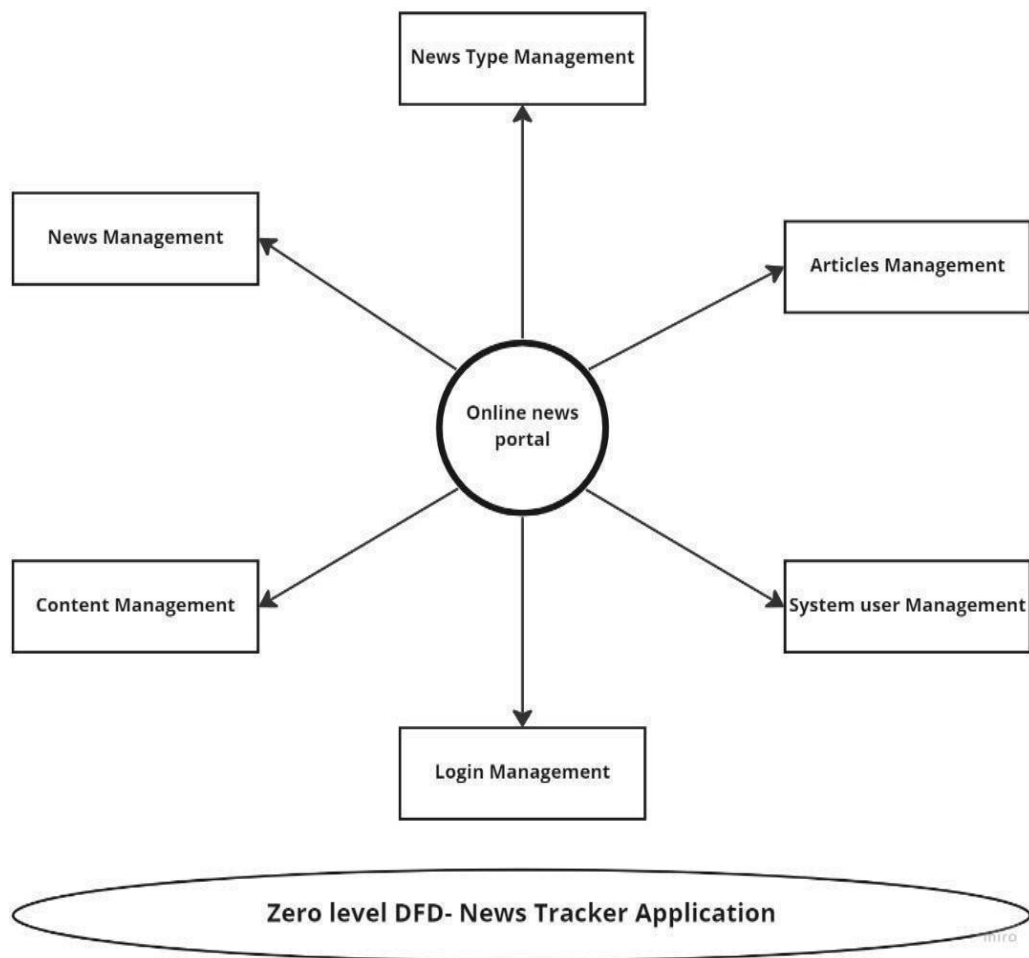 News Type Management
News Management
Articles Management
Online news
portal
Content Management
System user Management
Login Management
Zero level DFD- News Tracker Application
miro